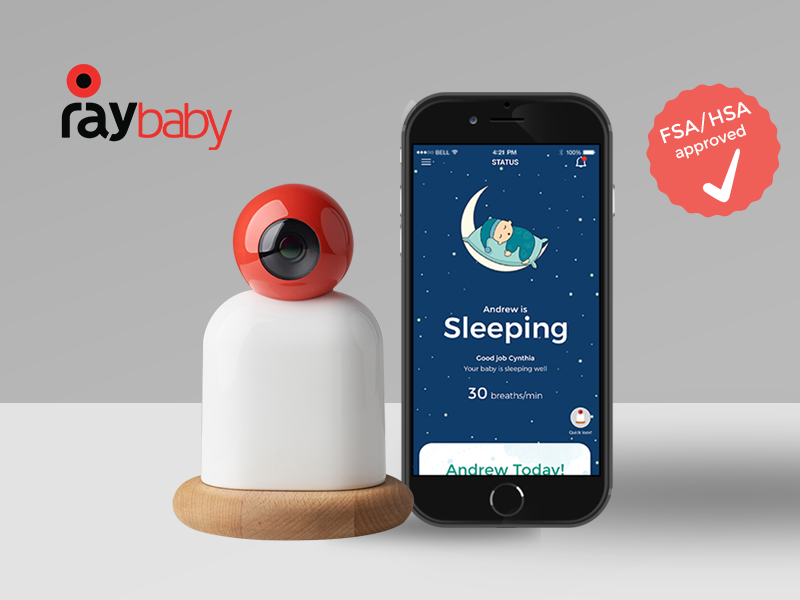 raybaby
FSA/HSA
approved
BELL
4:21 PM
100%
STATUS
Andrew is
Sleeping
Good job Cynthia
Your baby is sleeping well
30 breaths/min
Quick look!
Andrew Today!